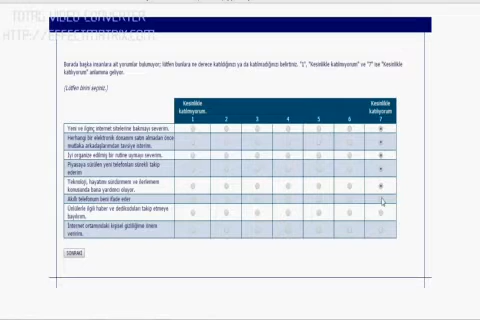 TOTAL VIDEO CONVERTER
HTTP://EFFECTMATRIX.COM
Burada başka insanlara ait yorumlar bulunuyor; lütfen bunlara ne derece katıldığınızı ya da katılmadığınızı belirtiniz. "1", "Kesinlikle katılmıyorum" ve "7" ise "Kesinlikle
katılıyorum" anlamına geliyor.
(Lütfen birini seçiniz.)
Kesinlikle katılmıyorum. 1 2 3 4 5 6 Kesinlikle katılıyorum 7
Yeni ve ilginç internet sitelerine bakmayı severim.
Herhangi bir elektronik donanım satın almadan önce
mutlaka arkadaşlarımdan tavsiye isterim.
İyi organize edilmiş bir rutine uymayı severim.
Piyasaya sürülen yeni telefonları sürekli takip
ederim
Teknoloji, hayatımı sürdürmem ve ilerlemem
konusunda bana yardımcı oluyor.
Akıllı telefonum beni ifade eder
Ünlülerle ilgili haber ve dedikoduları takip etmeye
bayılırım.
İnternet ortamındaki kişisel gizliliğime önem
veririm.
SONRAKİ